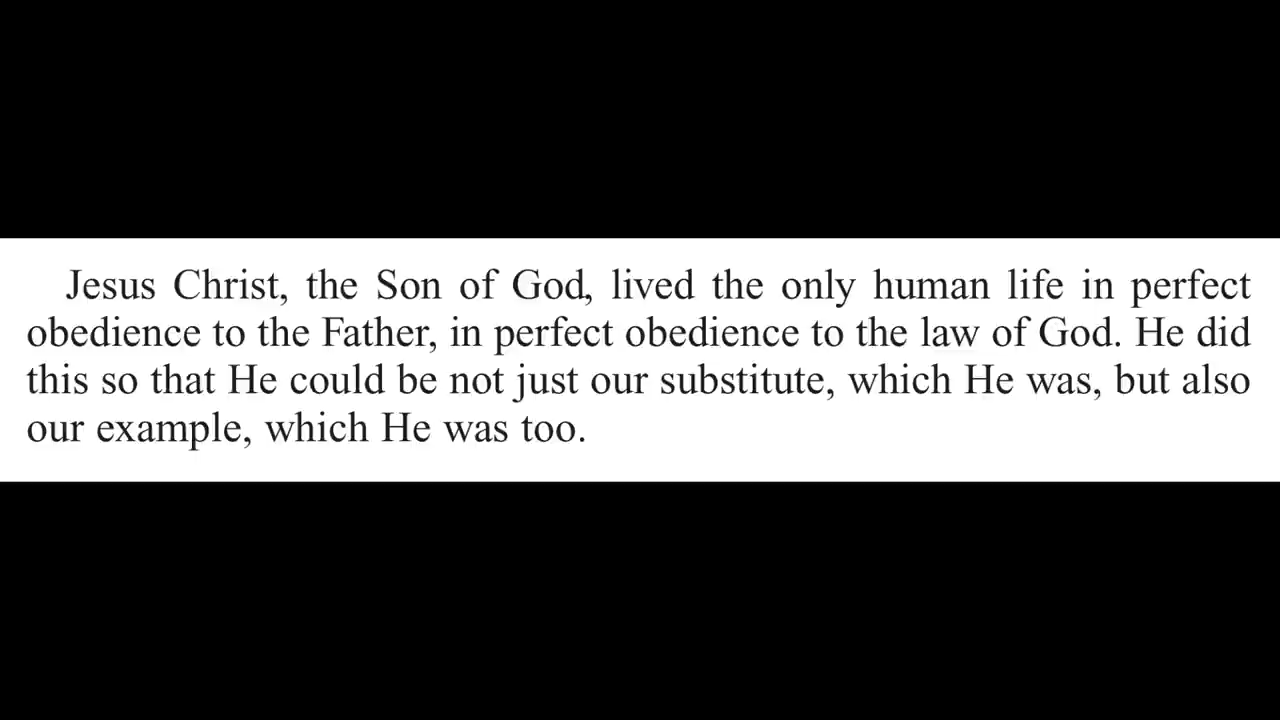 Jesus Christ, the Son of God, lived the only human life in perfect
obedience to the Father, in perfect obedience to the law of God. He did
this so that He could be not just our substitute, which He was, but also
our example, which He was too.